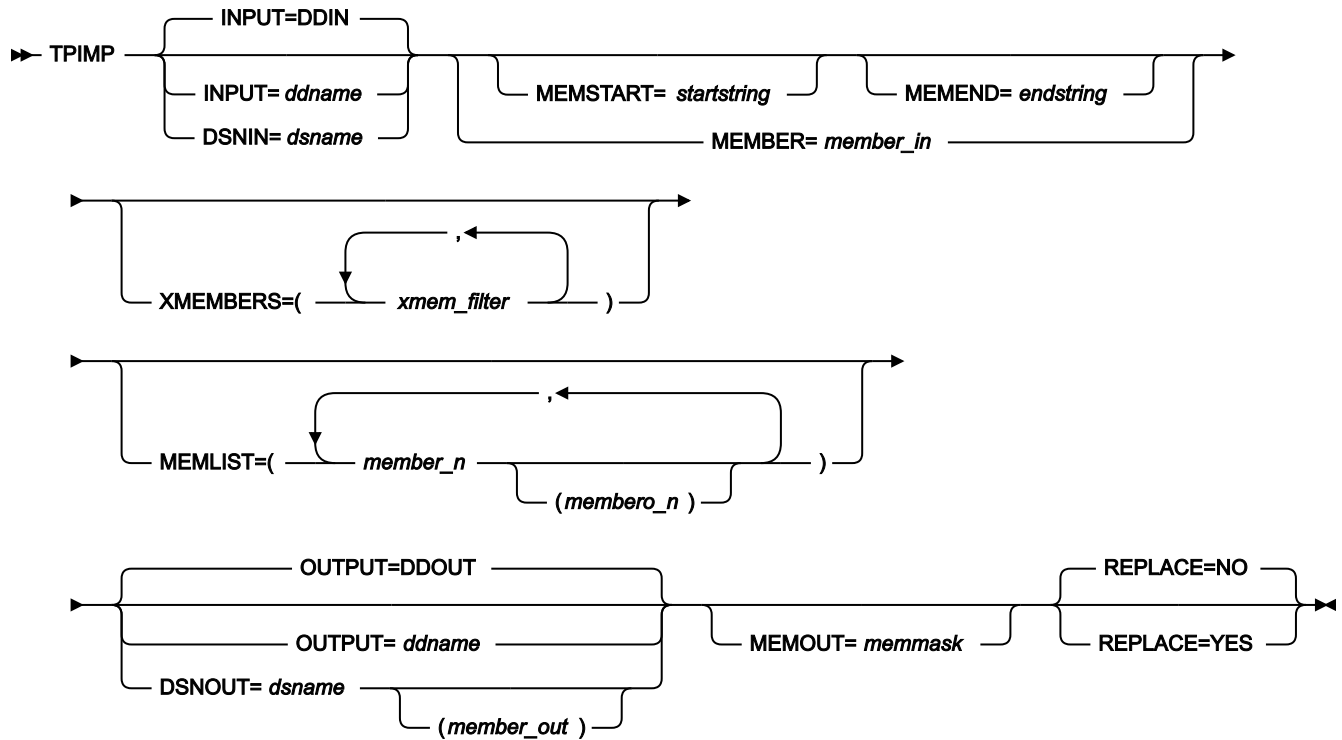 INPUT=DDIN
TPIMP
INPUT= ddname
DSNIN= dsname
MEMSTART= startstring
MEMEND= endstring
MEMBER= member_in
,
XMEMBERS=( xmem_filter )
,
MEMLIST=( member_n )
(membero_n )
OUTPUT=DDOUT
OUTPUT= ddname
DSNOUT= dsname
(member_out )
MEMOUT= memmask
REPLACE=NO
REPLACE=YES